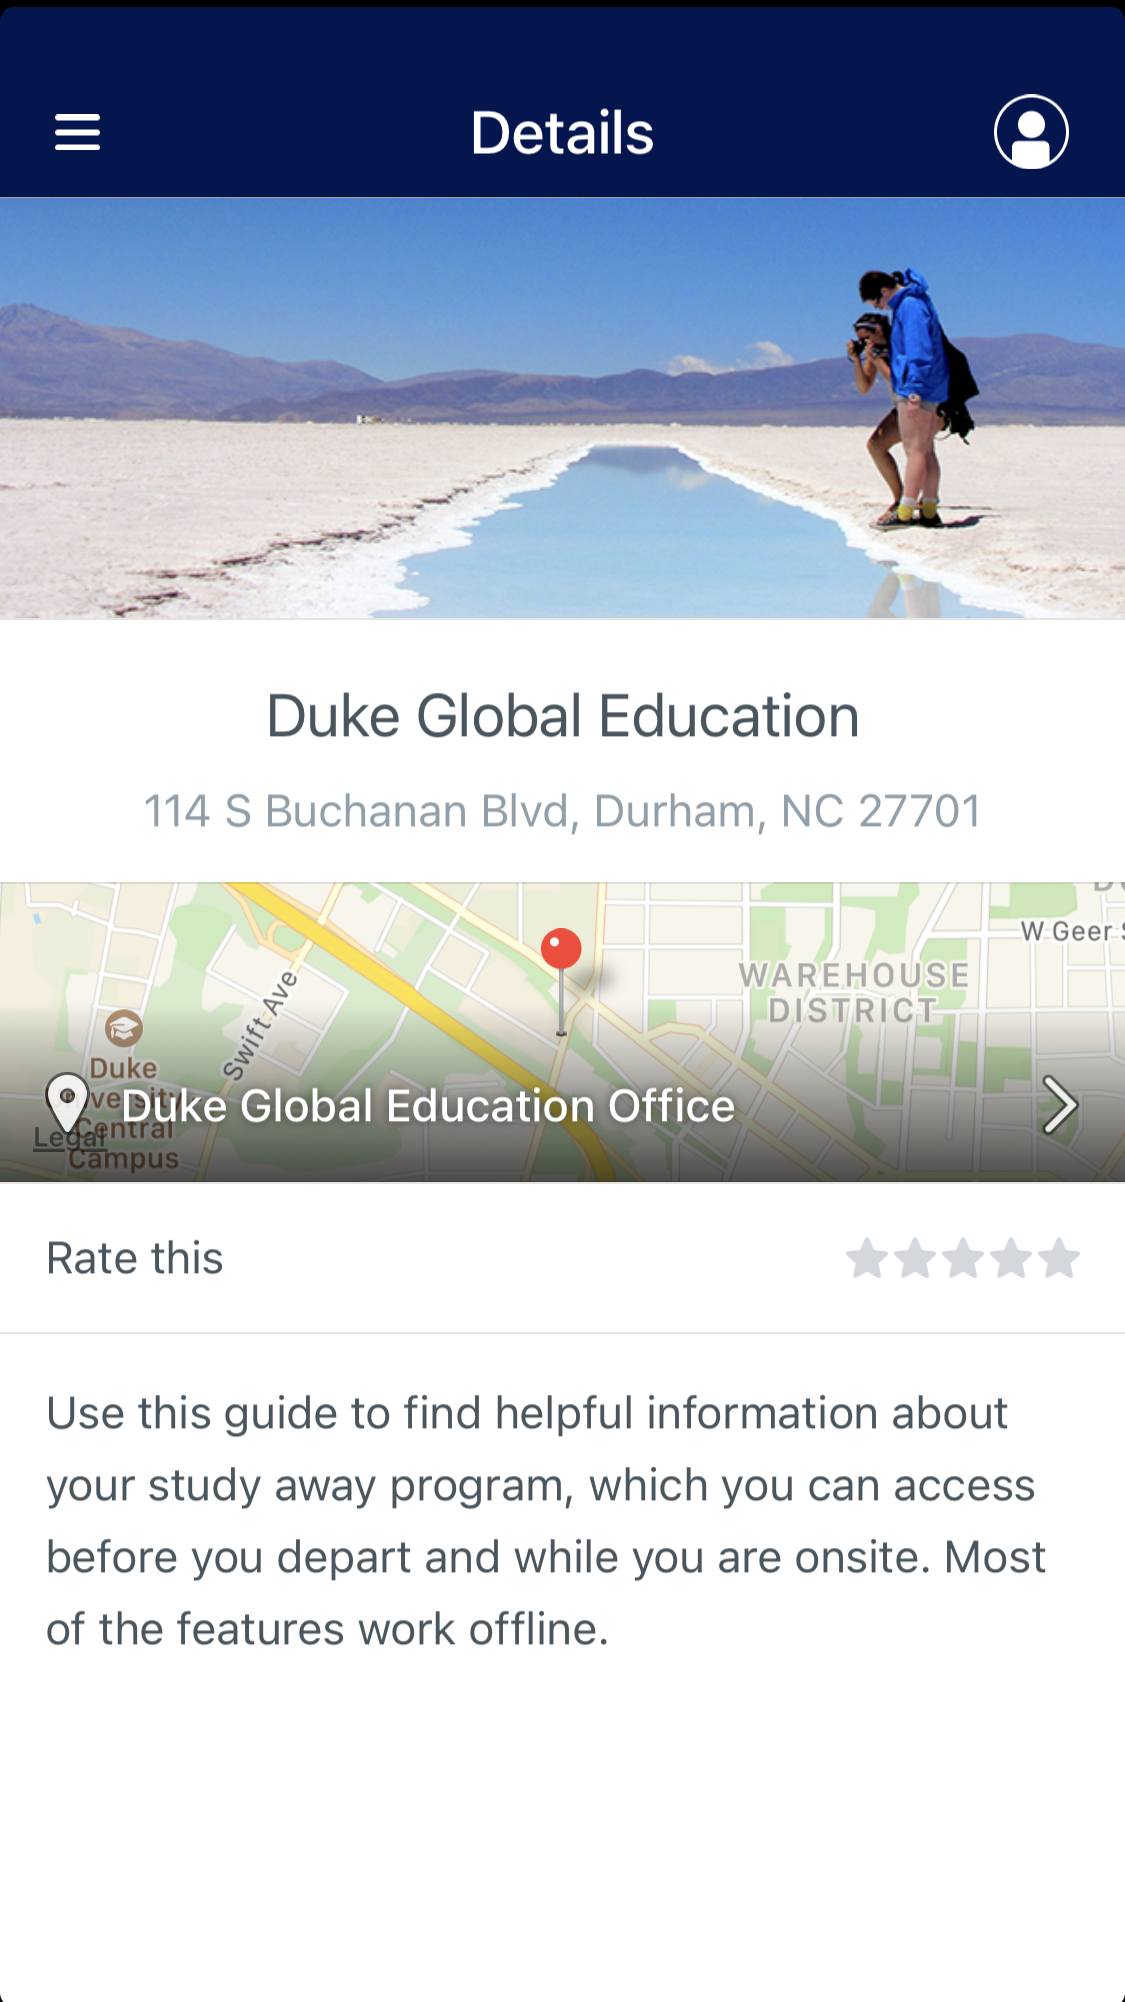 Details
Duke Global Education
114 S Buchanan Blvd, Durham, NC 27701
W Geer
WAREHOUSE
DISTRICT
Swift Ave
Duke
Central
Campus
Duke Global Education Office
Legal
Rate this
Use this guide to find helpful information about
your study away program, which you can access
before you depart and while you are onsite. Most
of the features work offline.